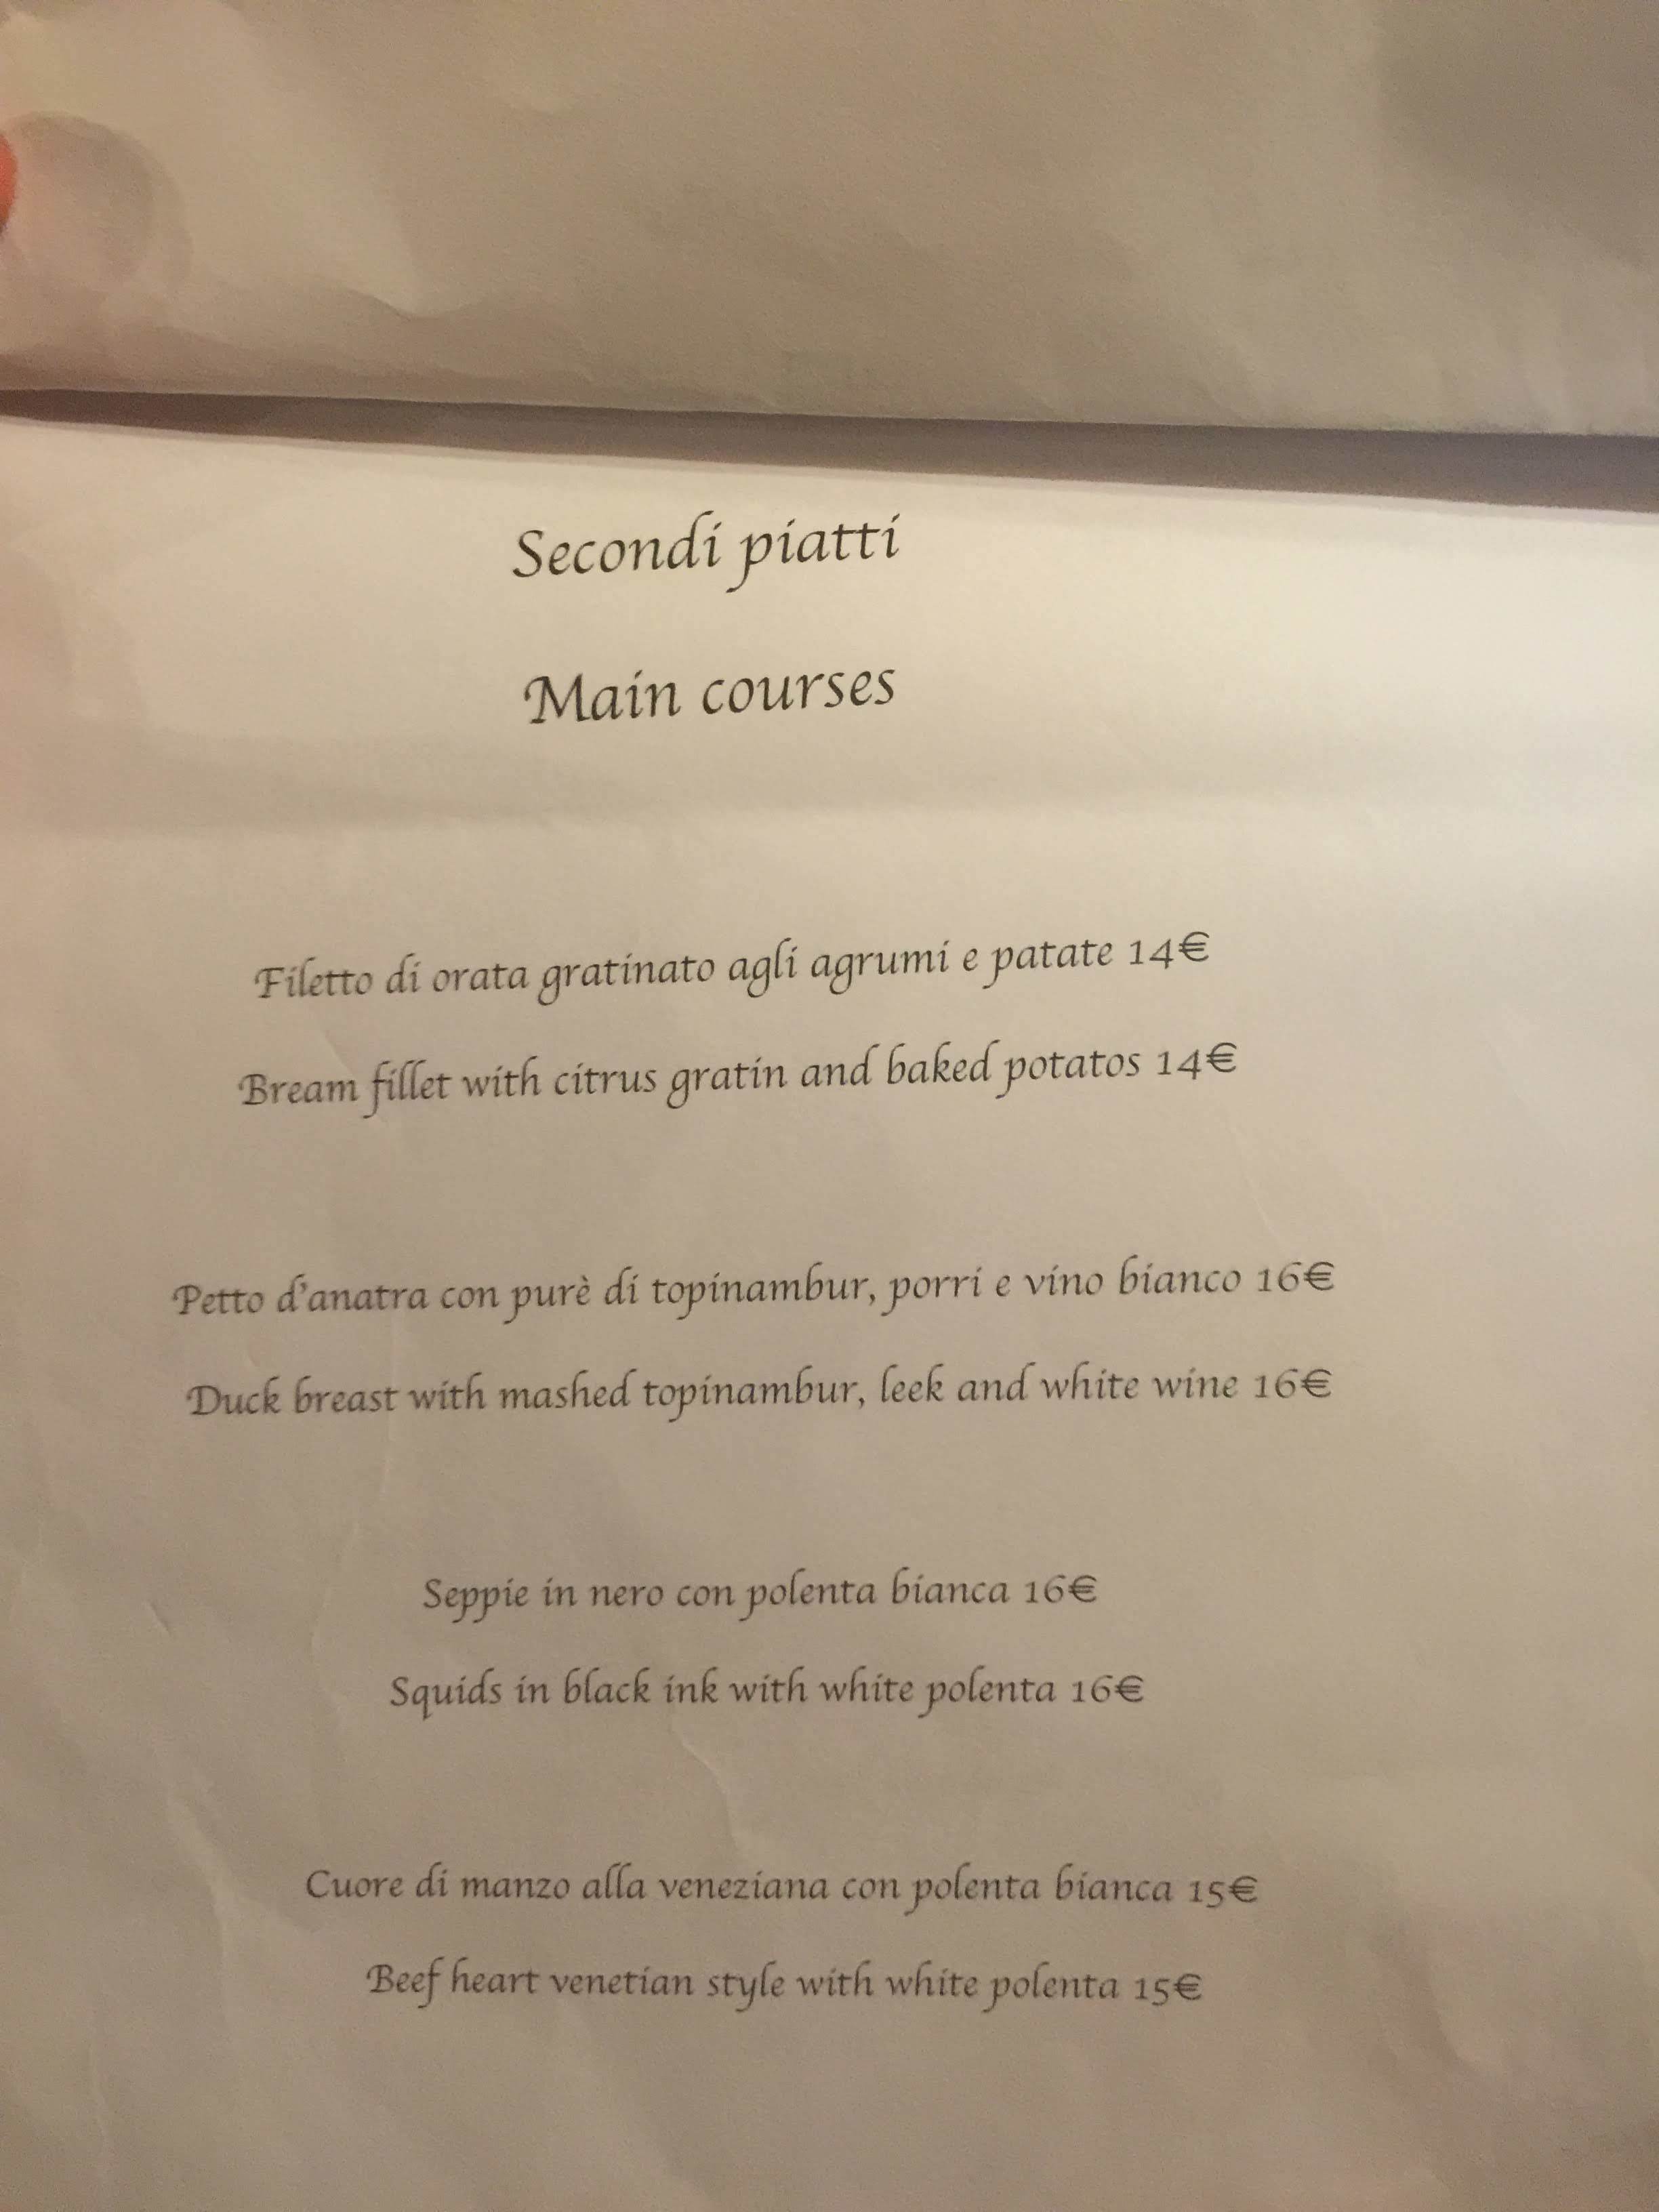 Secondi piatti
Main courses
Filetto di orata gratinato agli agrumi e patate 14€
Bream fillet with citrus gratin and baked potatos 14€
Petto d'anatra con purè di topinambur, porri e vino bianco 16€
Duck breast with mashed topinambur, leek and white wine 16€
Seppie in nero con polenta bianca 16€
Squids in black ink with white polenta 16€
Cuore di manzo alla veneziana con polenta bianca 15€
Beef heart venetian style with white polenta 15€